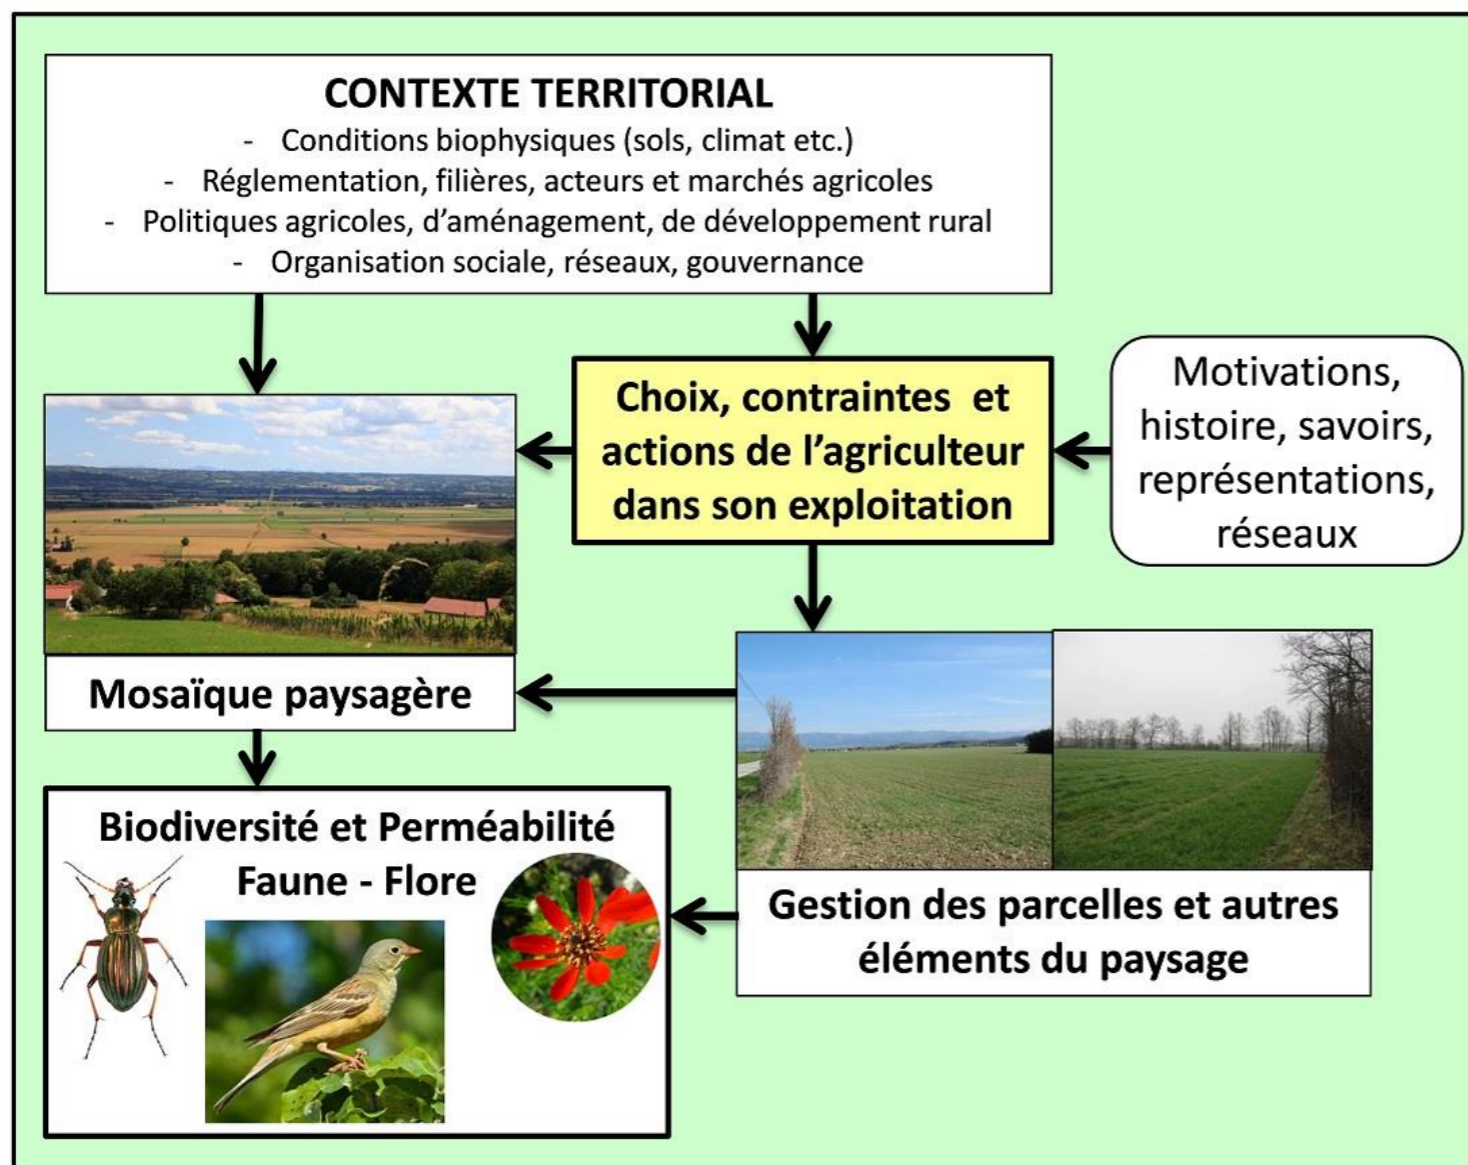 CONTEXTE TERRITORIAL
- Conditions biophysiques (sols, climat etc.)
- Réglementation, filières, acteurs et marchés agricoles
- Politiques agricoles, d’aménagement, de développement rural
- Organisation sociale, réseaux, gouvernance
Choix, contraintes et
actions de l’agriculteur
dans son exploitation
Motivations,
histoire, savoirs,
représentations,
réseaux
Mosaïque paysagère
Gestion des parcelles et autres
éléments du paysage
Biodiversité et Perméabilité
Faune - Flore